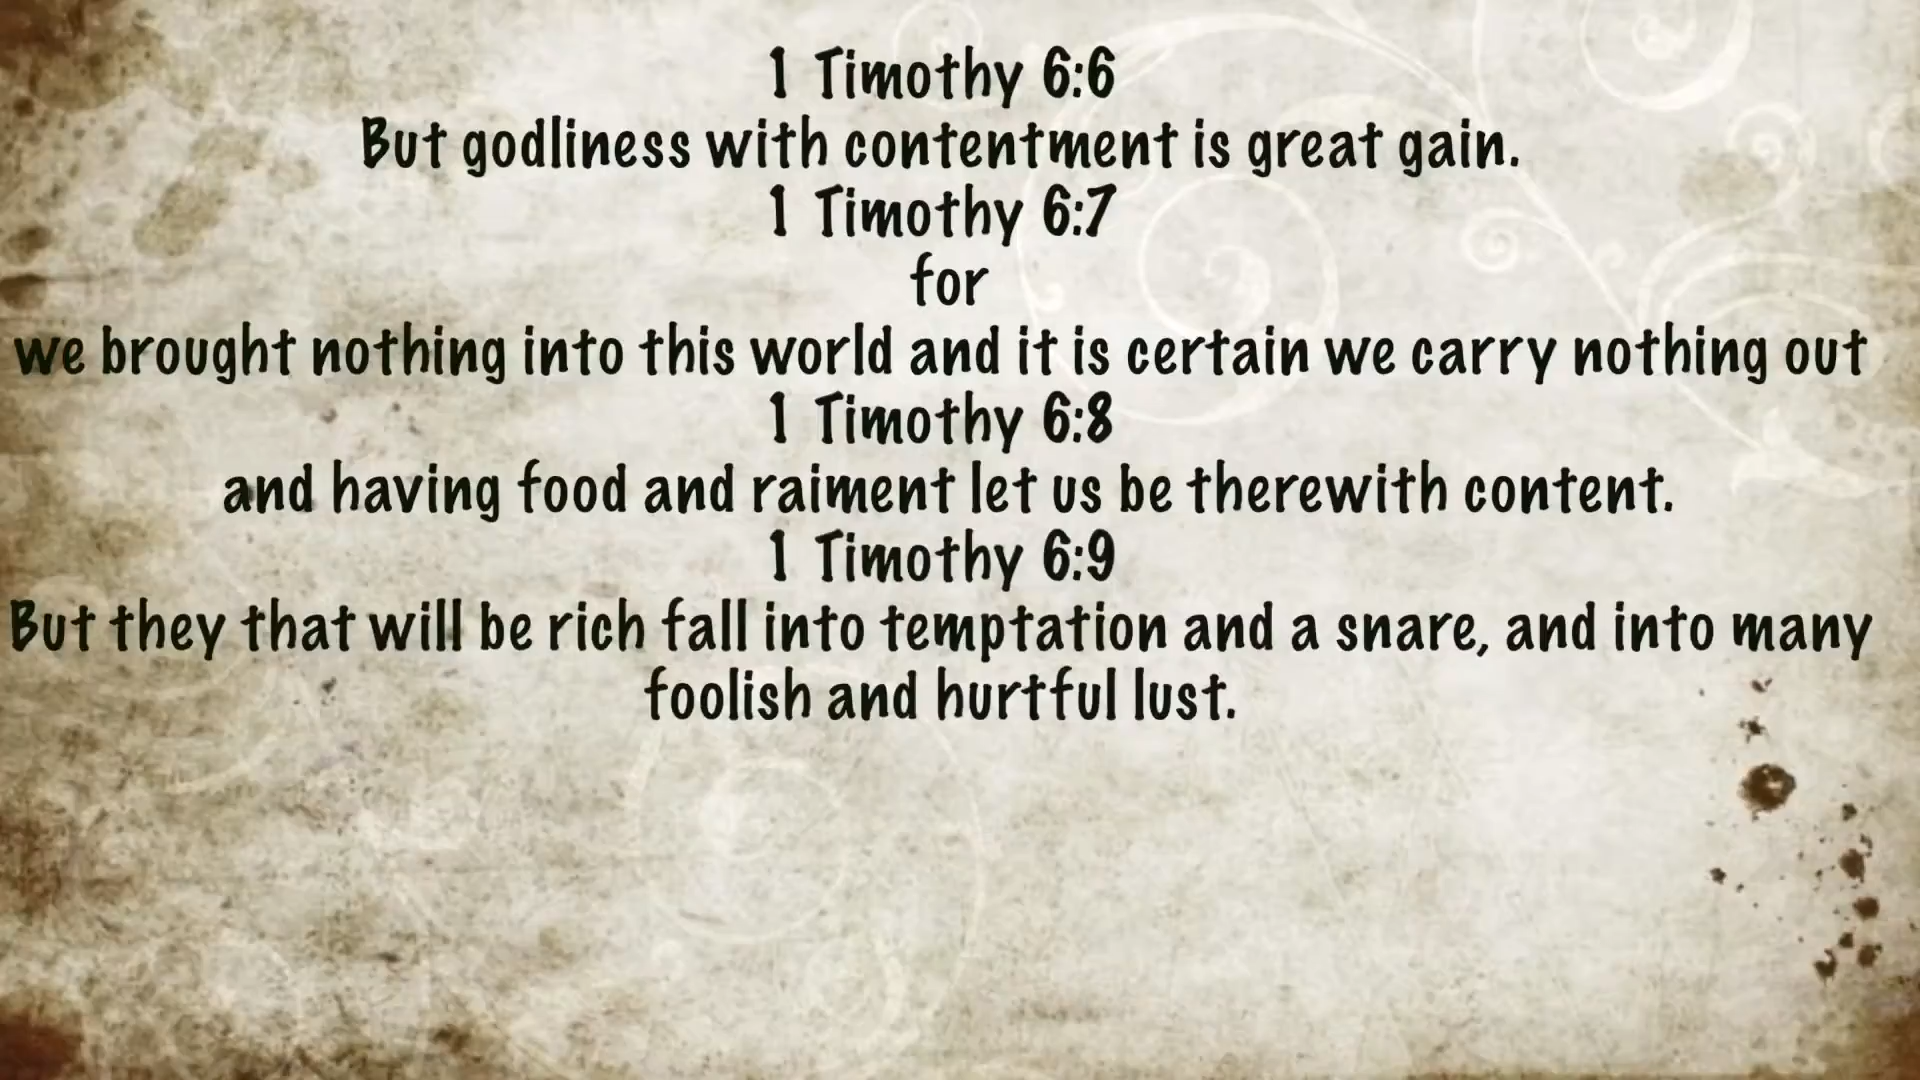 1 Timothy 6:6
But godliness with contentment is great gain.
1 Timothy 6:7
for
we brought nothing into this world and it is certain we carry nothing out
1 Timothy 6:8
and having food and raiment let us be therewith content.
1 Timothy 6:9
But they that will be rich fall into temptation and a snare, and into many
foolish and hurtful lust.